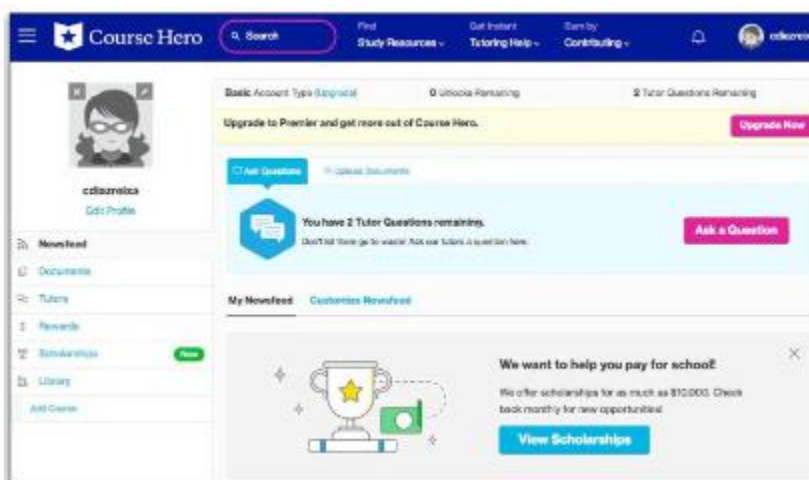 Course Hero
Search
Find
Study Resources
Get Instant
Tutoring Help
Earn by
Contributing
Basic Account Type (Upgrade)
0 Unlocks Remaining
2 Tutor Questions Remaining
Upgrade to Premier and get more out of Course Hero.
Upgrade Now
Ask Questions
Upload Documents
cdiazreixa
Edit Profile
You have 2 Tutor Questions remaining.
Don't let them go to waste! Ask our tutors a question here.
Ask a Question
Newsfeed
Documents
Tutors
Rewards
Scholarships
New
Library
Add Course
My Newsfeed
Customize Newsfeed
We want to help you pay for school!
We offer scholarships for as much as $10,000. Check
back monthly for new opportunities!
View Scholarships